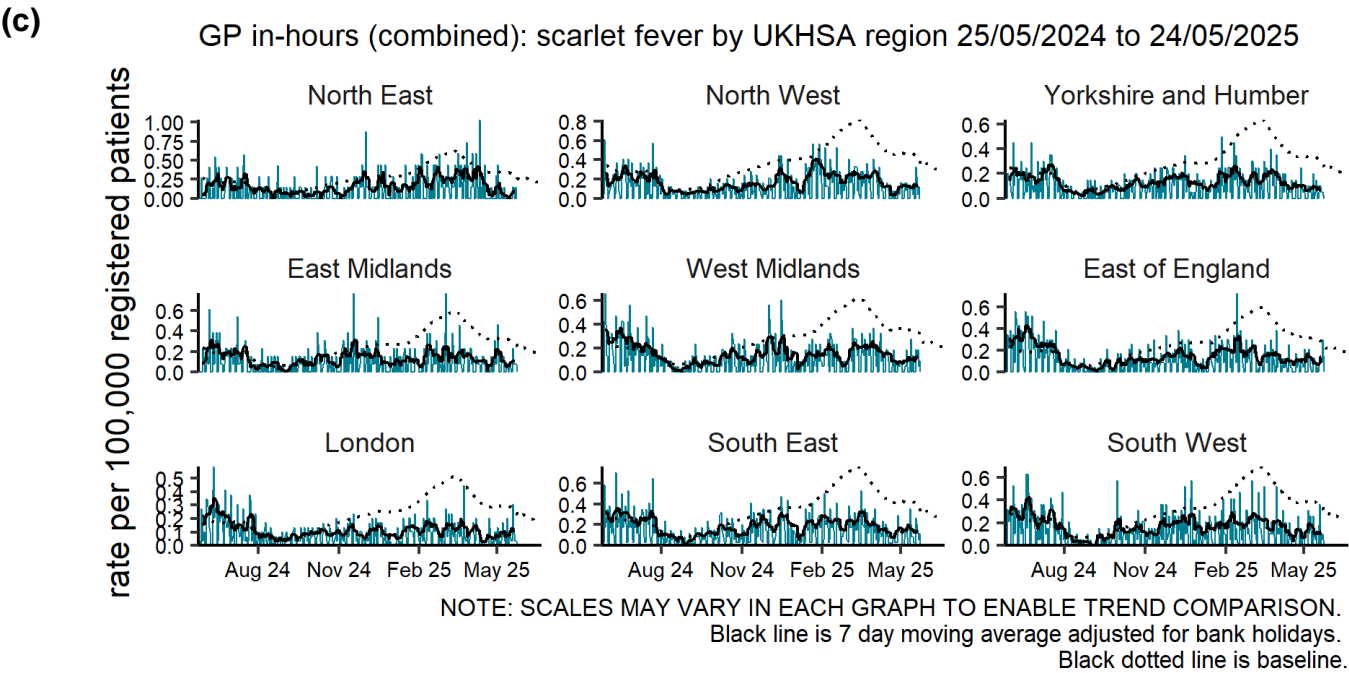 (c)
GP in-hours (combined): scarlet fever by UKHSA region 25/05/2024 to 24/05/2025
rate per 100,000 registered patients
North East
1.00
0.75
0.50
0.25
0.00
North West
0.8
0.6
0.4
0.2
0.0
Yorkshire and Humber
0.6
0.4
0.2
0.0
East Midlands
0.6
0.4
0.2
0.0
West Midlands
0.6
0.4
0.2
0.0
East of England
0.6
0.4
0.2
0.0
London
0.5
0.4
0.3
0.2
0.1
0.0
South East
0.6
0.4
0.2
0.0
South West
0.6
0.4
0.2
0.0
Aug 24 Nov 24 Feb 25 May 25
Aug 24 Nov 24 Feb 25 May 25
Aug 24 Nov 24 Feb 25 May 25
NOTE: SCALES MAY VARY IN EACH GRAPH TO ENABLE TREND COMPARISON.
Black line is 7 day moving average adjusted for bank holidays.
Black dotted line is baseline.